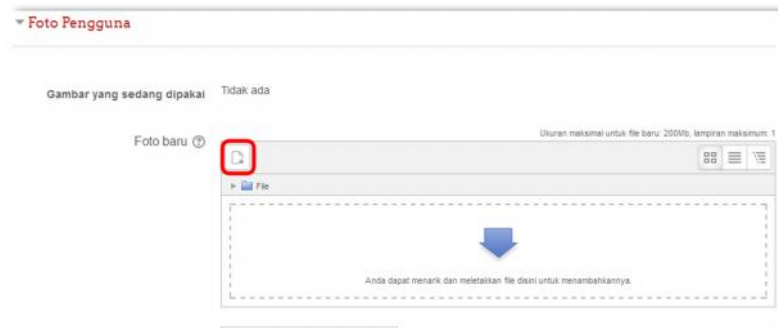 Foto Pengguna
Gambar yang sedang dipakai Tidak ada
Foto baru
Ukuran maksimal untuk file baru: 200Mb, lampiran maksimum: 1
File
Anda dapat menarik dan meletakkan file disini untuk menambahkannya.